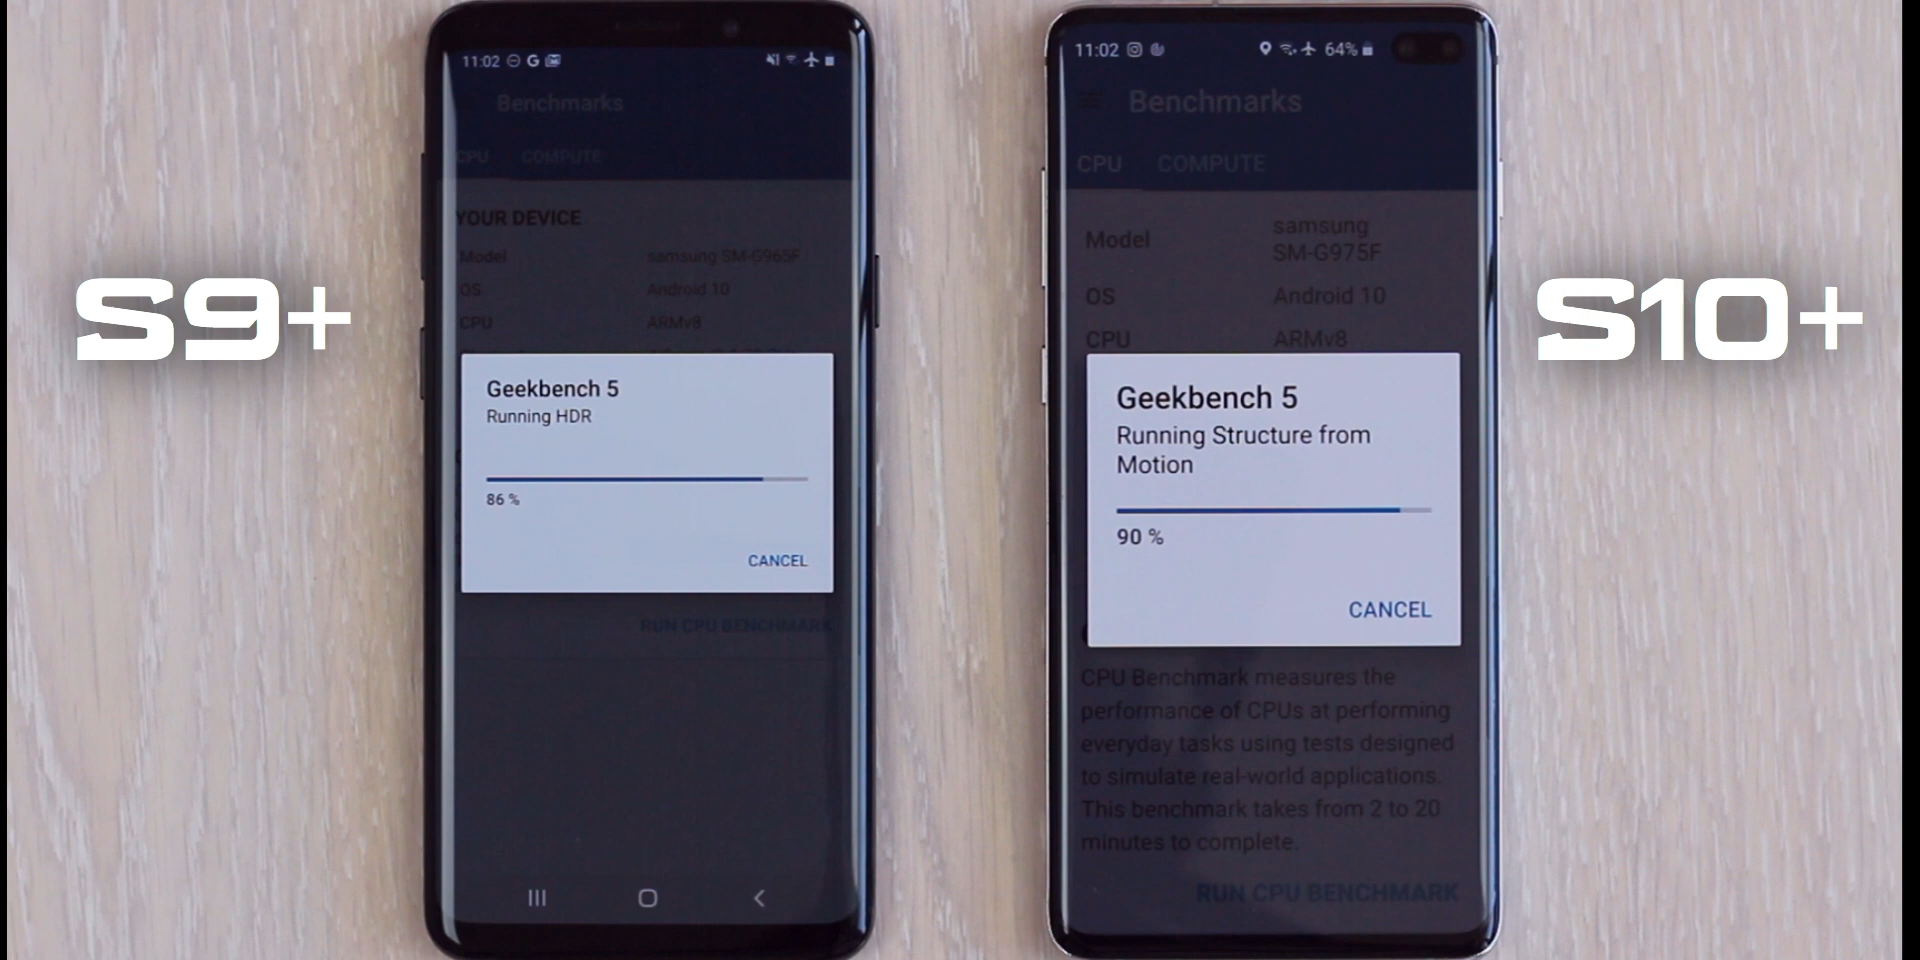 S9+
11:02
Benchmarks
CPU COMPUTE
YOUR DEVICE
Model samsung SM-G965F
OS Android 10
CPU ARMv8
Geekbench 5
Running HDR
86 %
CANCEL
RUN CPU BENCHMARK
S10+
11:02 64%
Benchmarks
CPU COMPUTE
Model samsung
SM-G975F
OS Android 10
CPU ARMv8
Geekbench 5
Running Structure from
Motion
90 %
CANCEL
CPU Benchmark measures the
performance of CPUs at performing
everyday tasks using tests designed
to simulate real-world applications.
This benchmark takes from 2 to 20
minutes to complete.
RUN CPU BENCHMARK